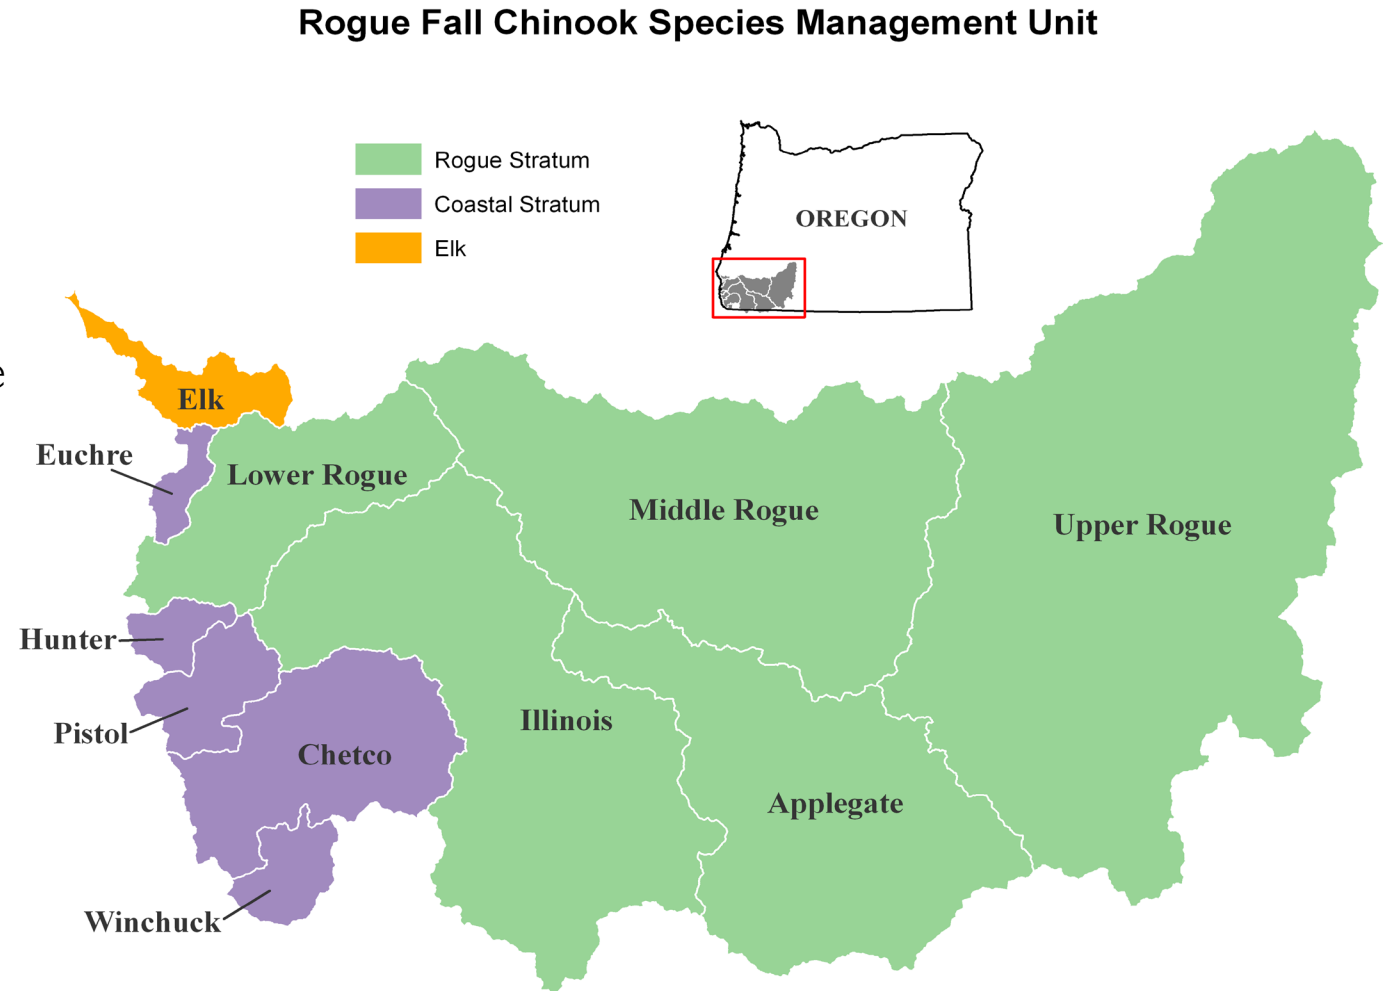 Rogue Fall Chinook Species Management Unit
Rogue Stratum
Coastal Stratum
Elk
OREGON
e
Elk
Euchre
Lower Rogue
Middle Rogue
Upper Rogue
Hunter
Pistol
Illinois
Chetco
Applegate
Winchuck